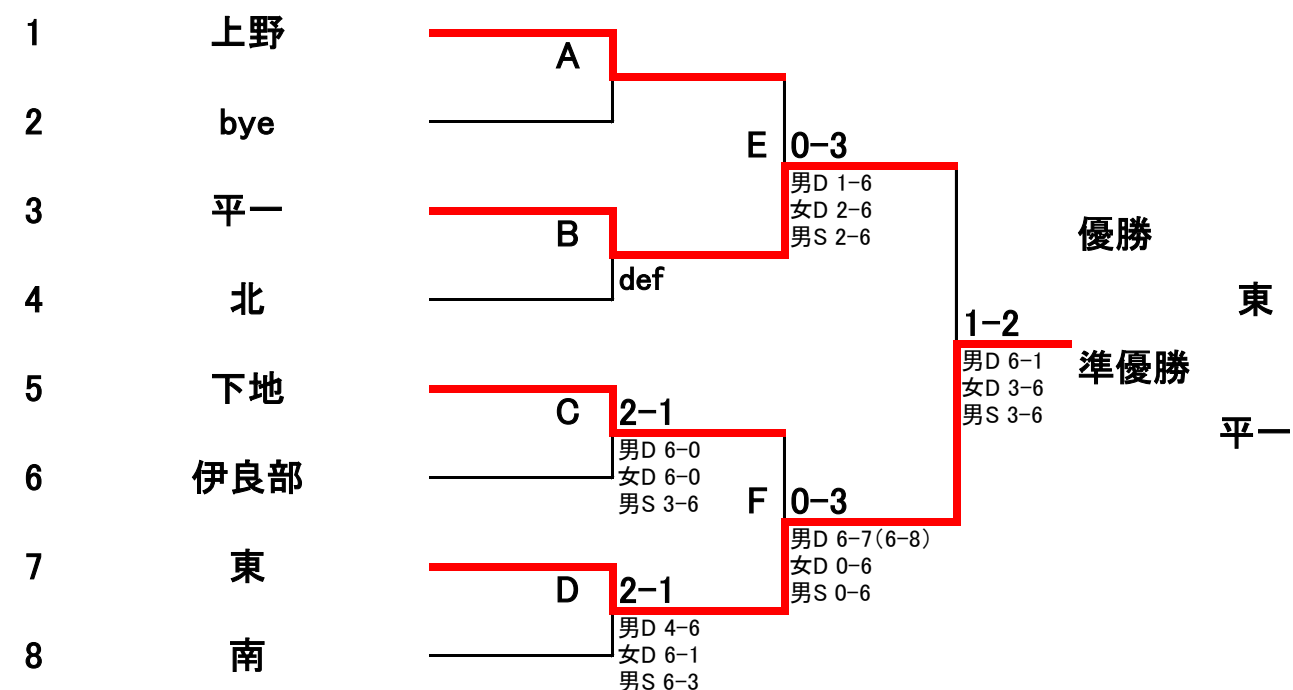 1 上野
A
2 bye
E 0-3
男D 1-6
女D 2-6
男S 2-6
3 平一
B
def
4 北
優勝
東
1-2
男D 6-1
女D 3-6
男S 3-6
準優勝
平一
5 下地
C 2-1
男D 6-0
女D 6-0
男S 3-6
6 伊良部
F 0-3
男D 6-7(6-8)
女D 0-6
男S 0-6
7 東
D 2-1
男D 4-6
女D 6-1
男S 6-3
8 南